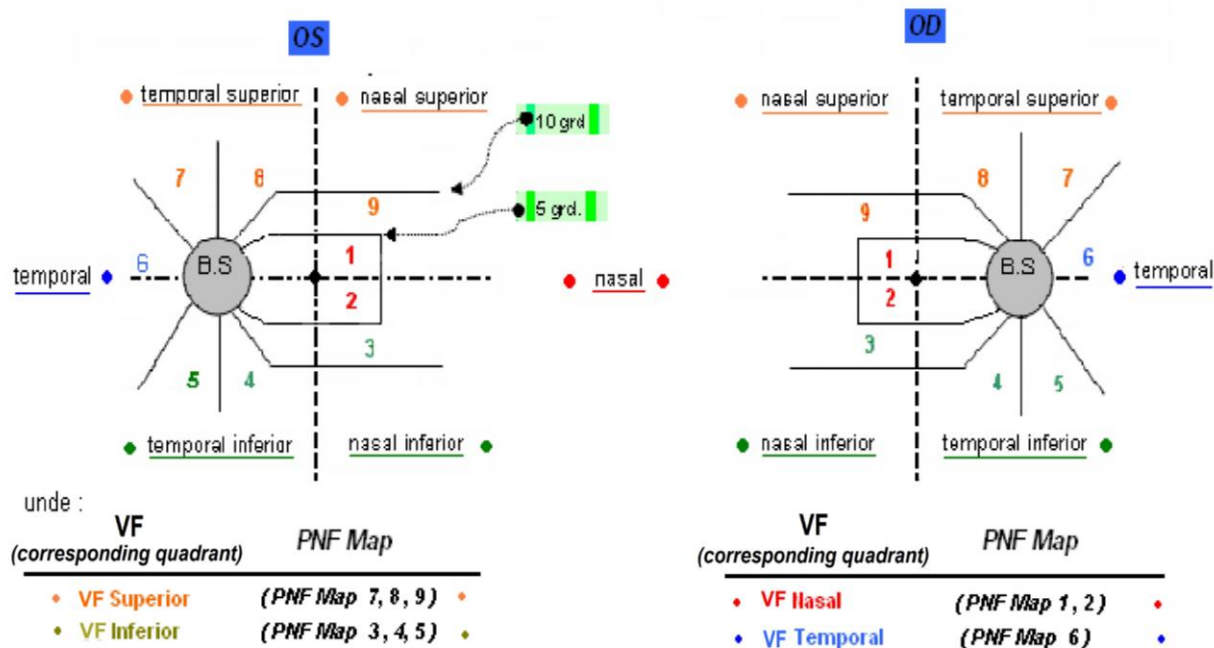 OS
OD
temporal superior
nasal superior
nasal superior
temporal superior
10 grd
7
8
8
7
9
5 grd.
9
6
B.S
1
1
B.S
6
temporal
nasal
temporal
2
2
3
3
5
4
4
5
temporal inferior
nasal inferior
nasal inferior
temporal inferior
unde :
VF
PNF Map
(corresponding quadrant)
VF Superior
(PNF Map 7, 8, 9)
VF Inferior
(PNF Map 3, 4, 5)
VF
PNF Map
(corresponding quadrant)
VF Nasal
(PNF Map 1, 2)
VF Temporal
(PNF Map 6)